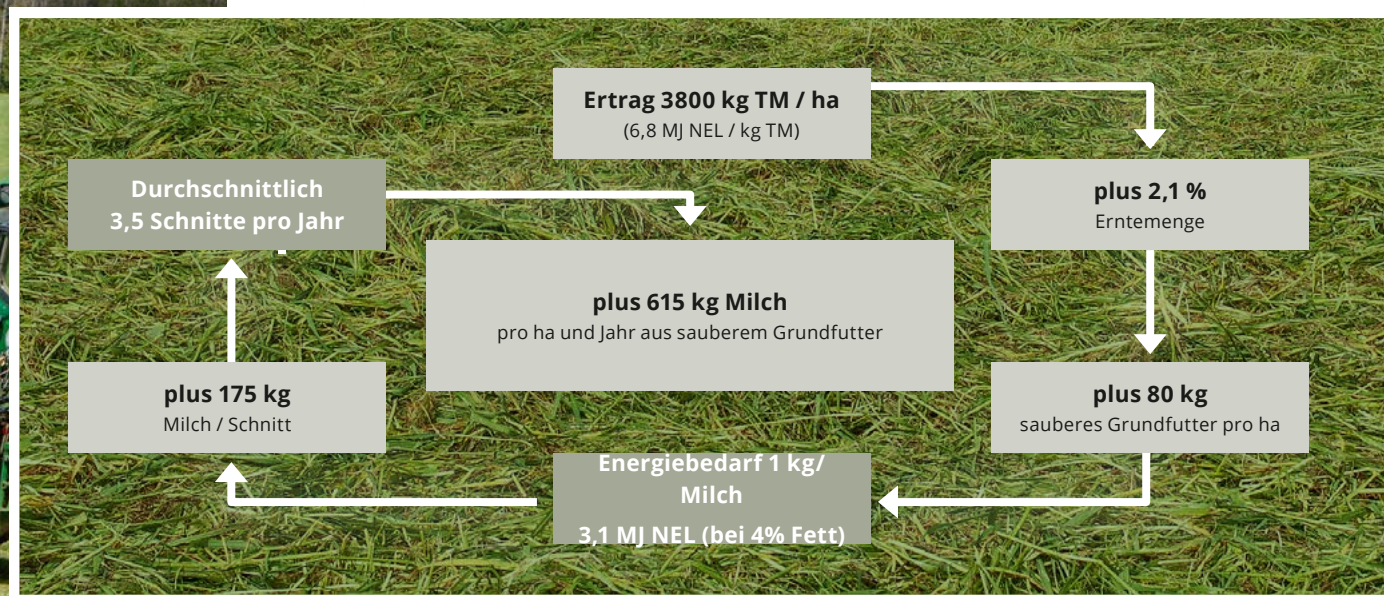 Ertrag 3800 kg TM / ha
(6,8 MJ NEL / kg TM)
plus 2,1 %
Erntemenge
plus 80 kg
sauberes Grundfutter pro ha
Energiebedarf 1 kg/
Milch
3,1 MJ NEL (bei 4% Fett)
plus 175 kg
Milch / Schnitt
Durchschnittlich
3,5 Schnitte pro Jahr
plus 615 kg Milch
pro ha und Jahr aus sauberem Grundfutter